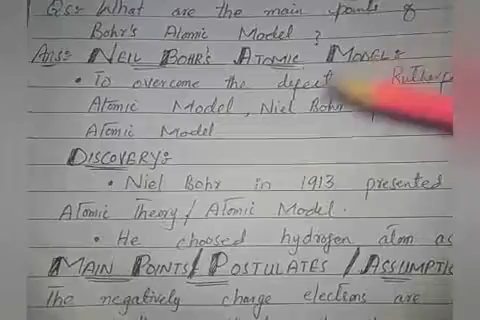 Qs: What are the main points of
Bohr's Atomic Model ?
Ans: NEIL BOHR'S ATOMIC MODEL:
• To overcome the defect Rutherf
Atomic Model, Niel Bohr
Atomic Model
DISCOVERY:
• Niel Bohr in 1913 presented
Atomic Theory/ Atomic Model.
• He choosed hydrogen atom as
MAIN POINTS/ POSTULATES / ASSUMPTI
The negatively charge electrons are